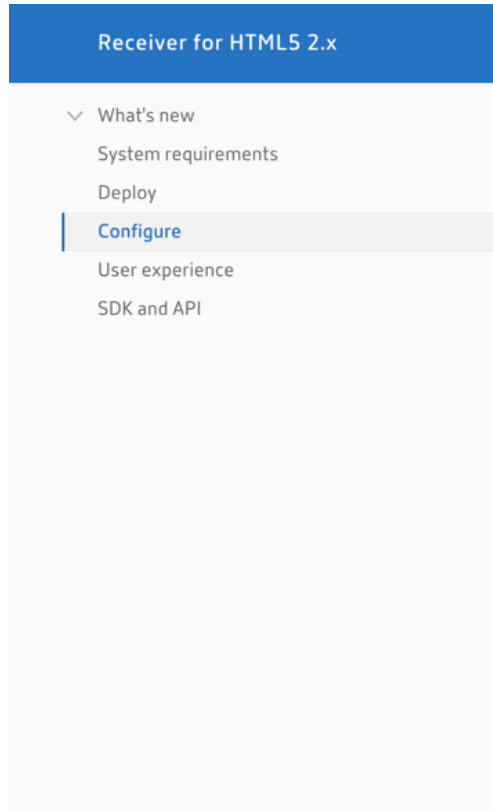 Receiver for HTML5 2.x
What's new
System requirements
Deploy
Configure
User experience
SDK and API